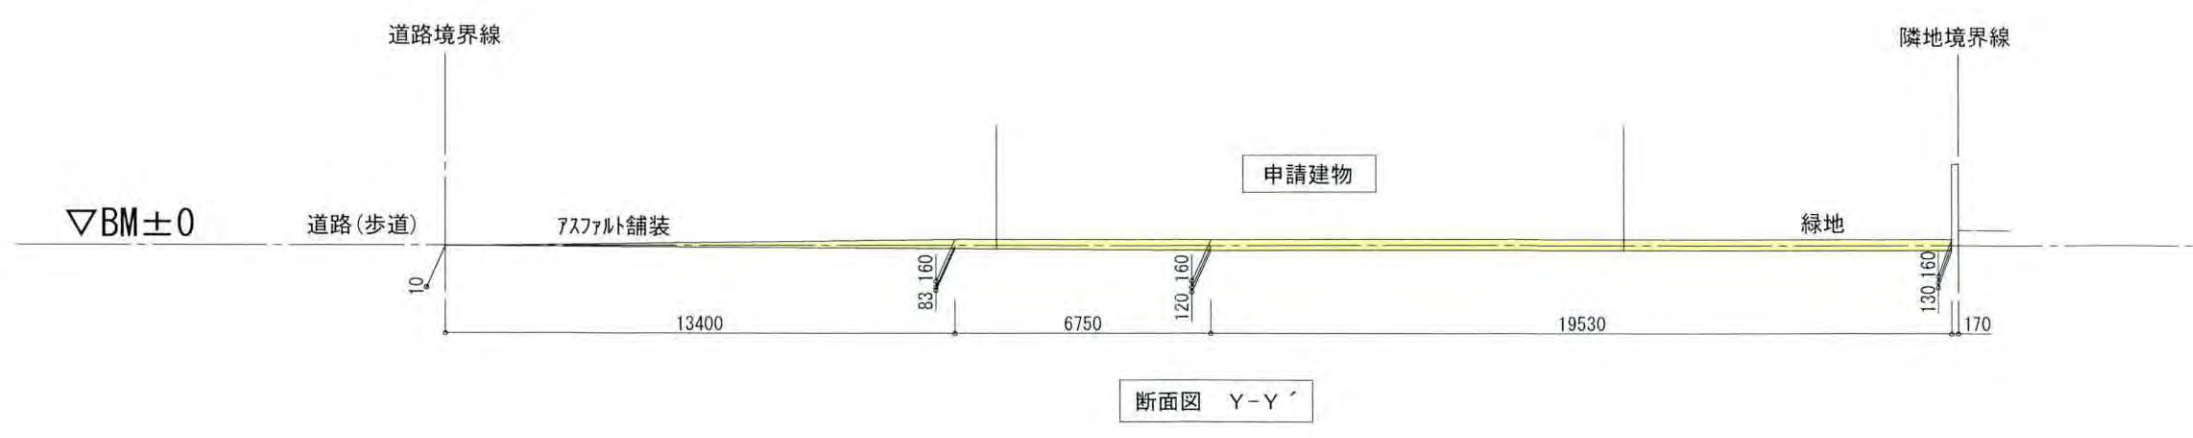 道路境界線
隣地境界線
申請建物
▽BM±0
道路(歩道)
アスファルト舗装
緑地
10
83 160
120 160
130 160
13400
6750
19530
170
断面図 Y-Y´